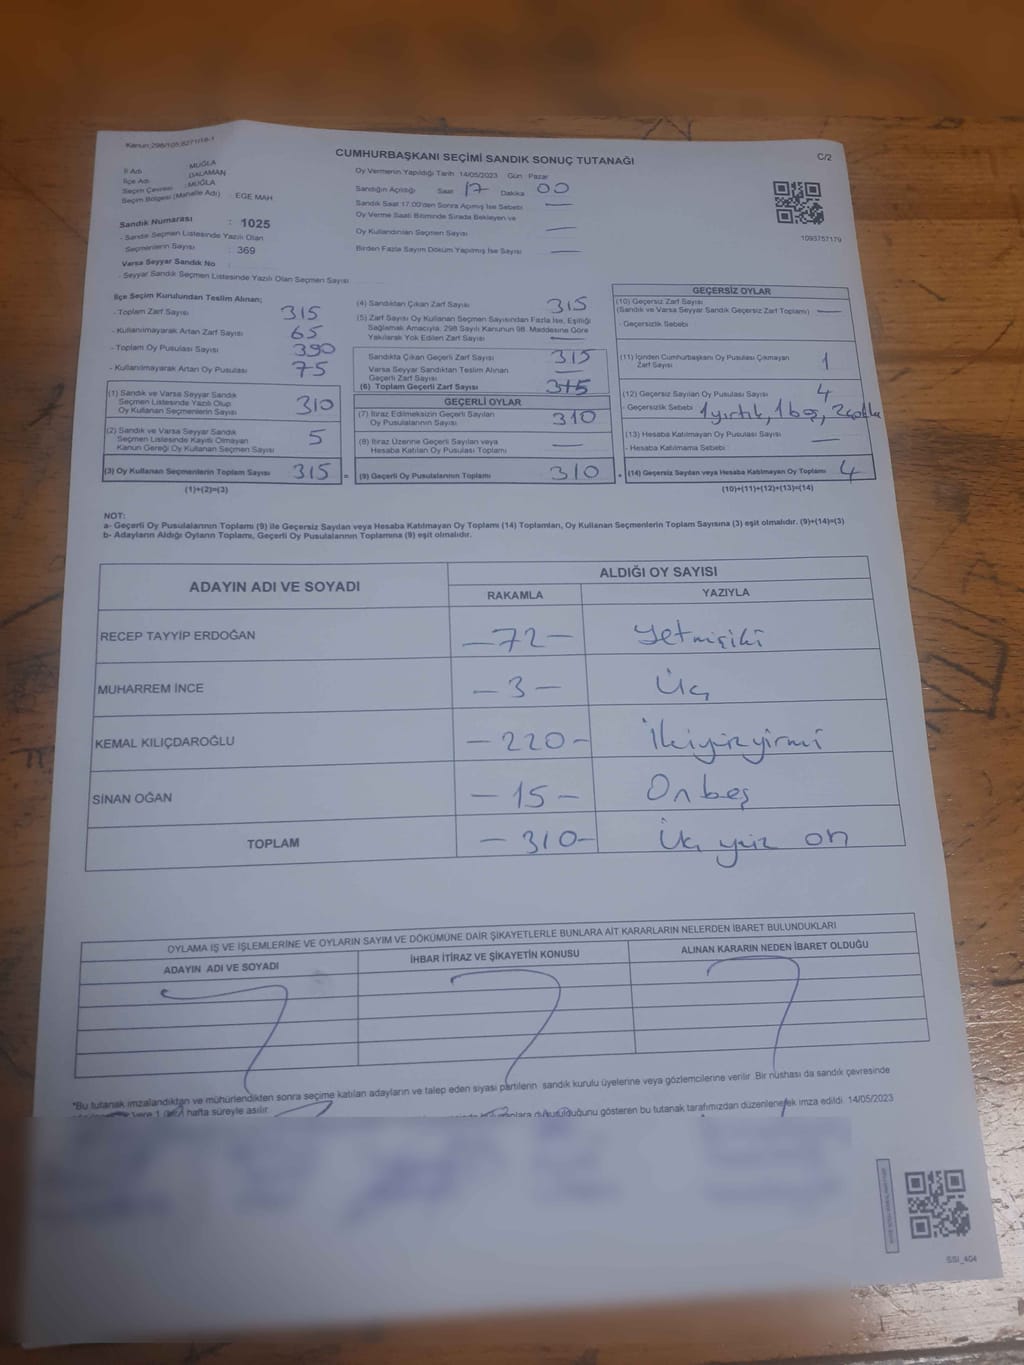 Kanun:298/105,6271/18-1
CUMHURBAŞKANI SEÇİMİ SANDIK SONUÇ TUTANAĞI
C/2
İl Adı : MUĞLA
İlçe Adı : DALAMAN
Seçim Çevresi : MUĞLA
Seçim Bölgesi (Mahalle Adı) : EGE MAH
Sandık Numarası : 1025
- Sandık Seçmen Listesinde Yazılı Olan
Seçmenlerin Sayısı : 369
Varsa Seyyar Sandık No :
- Seyyar Sandık Seçmen Listesinde Yazılı Olan Seçmen Sayısı
Oy Vermenin Yapıldığı Tarih 14/05/2023 Gün Pazar
Sandığın Açıldığı Saat 17 Dakika 00
Sandık Saat 17.00'den Sonra Açımış İse Sebebi —
Oy Verme Saati Bitiminde Sırada Bekleyen ve
Oy Kullandırılan Seçmen Sayısı —
Birden Fazla Sayım Döküm Yapılmış İse Sayısı —
1093757179
İlçe Seçim Kurulundan Teslim Alınan;
- Toplam Zarf Sayısı 315
- Kullanılmayarak Artan Zarf Sayısı 65
- Toplam Oy Pusulası Sayısı 390
- Kullanılmayarak Artan Oy Pusulası 75
(1) Sandık ve Varsa Seyyar Sandık
Seçmen Listesinde Yazılı Olup
Oy Kullanan Seçmenlerin Sayısı 310
(2) Sandık ve Varsa Seyyar Sandık
Seçmen Listesinde Kayıtlı Olmayan
Kanun Gereği Oy Kullanan Seçmen Sayısı 5
(3) Oy Kullanan Seçmenlerin Toplam Sayısı 315 =
(1)+(2)=(3)
(4) Sandıktan Çıkan Zarf Sayısı 315
(5) Zarf Sayısı Oy Kullanan Seçmen Sayısından Fazla İse, Eşitliği
Sağlamak Amacıyla, 298 Sayılı Kanunun 98. Maddesine Göre
Yakılarak Yok Edilen Zarf Sayısı —
Sandıkta Çıkan Geçerli Zarf Sayısı 315
Varsa Seyyar Sandıktan Teslim Alınan
Geçerli Zarf Sayısı —
(6) Toplam Geçerli Zarf Sayısı 315
GEÇERLİ OYLAR
(7) İtiraz Edilmeksizin Geçerli Sayılan
Oy Pusulalarının Sayısı 310
(8) İtiraz Üzerine Geçerli Sayılan veya
Hesaba Katılan Oy Pusulası Toplamı —
(9) Geçerli Oy Pusulalarının Toplamı 310 +
GEÇERSİZ OYLAR
(10) Geçersiz Zarf Sayısı
(Sandık ve Varsa Seyyar Sandık Geçersiz Zarf Toplamı) —
- Geçersizlik Sebebi
(11) İçinden Cumhurbaşkanı Oy Pusulası Çıkmayan
Zarf Sayısı 1
(12) Geçersiz Sayılan Oy Pusulası Sayısı 4
- Geçersizlik Sebebi 1 yırtık, 1 boş, 2
(13) Hesaba Katılmayan Oy Pusulası Sayısı —
- Hesaba Katılmama Sebebi
(14) Geçersiz Sayılan veya Hesaba Katılmayan Oy Toplamı 4
(10)+(11)+(12)+(13)=(14)
NOT:
a- Geçerli Oy Pusulalarının Toplamı (9) ile Geçersiz Sayılan veya Hesaba Katılmayan Oy Toplamı (14) Toplamları, Oy Kullanan Seçmenlerin Toplam Sayısına (3) eşit olmalıdır. (9)+(14)=(3)
b- Adayların Aldığı Oyların Toplamı, Geçerli Oy Pusulalarının Toplamına (9) eşit olmalıdır.
ADAYIN ADI VE SOYADI ALDIĞI OY SAYISI
RAKAMLA YAZIYLA
RECEP TAYYİP ERDOĞAN —72— Yetmişiki
MUHARREM İNCE —3— Üç
KEMAL KILIÇDAROĞLU —220— İkiyüzyirmi
SİNAN OĞAN —15— Onbeş
TOPLAM —310— Üç yüz on
OYLAMA İŞ VE İŞLEMLERİNE VE OYLARIN SAYIM VE DÖKÜMÜNE DAİR ŞİKAYETLERLE BUNLARA AİT KARARLARIN NELERDEN İBARET BULUNDUKLARI
ADAYIN ADI VE SOYADI İHBAR İTİRAZ VE ŞİKAYETİN KONUSU ALINAN KARARIN NEDEN İBARET OLDUĞU
*Bu tutanak imzalandıktan ve mühürlendikten sonra seçime katılan adayların ve talep eden siyasi partilerin sandık kurulu üyelerine veya gözlemcilerine verilir. Bir nüshası da sandık çevresinde
hafta süreyle asılır. olduğunu gösteren bu tutanak tarafımızdan düzenlenerek imza edildi. 14/05/2023
SSI_404